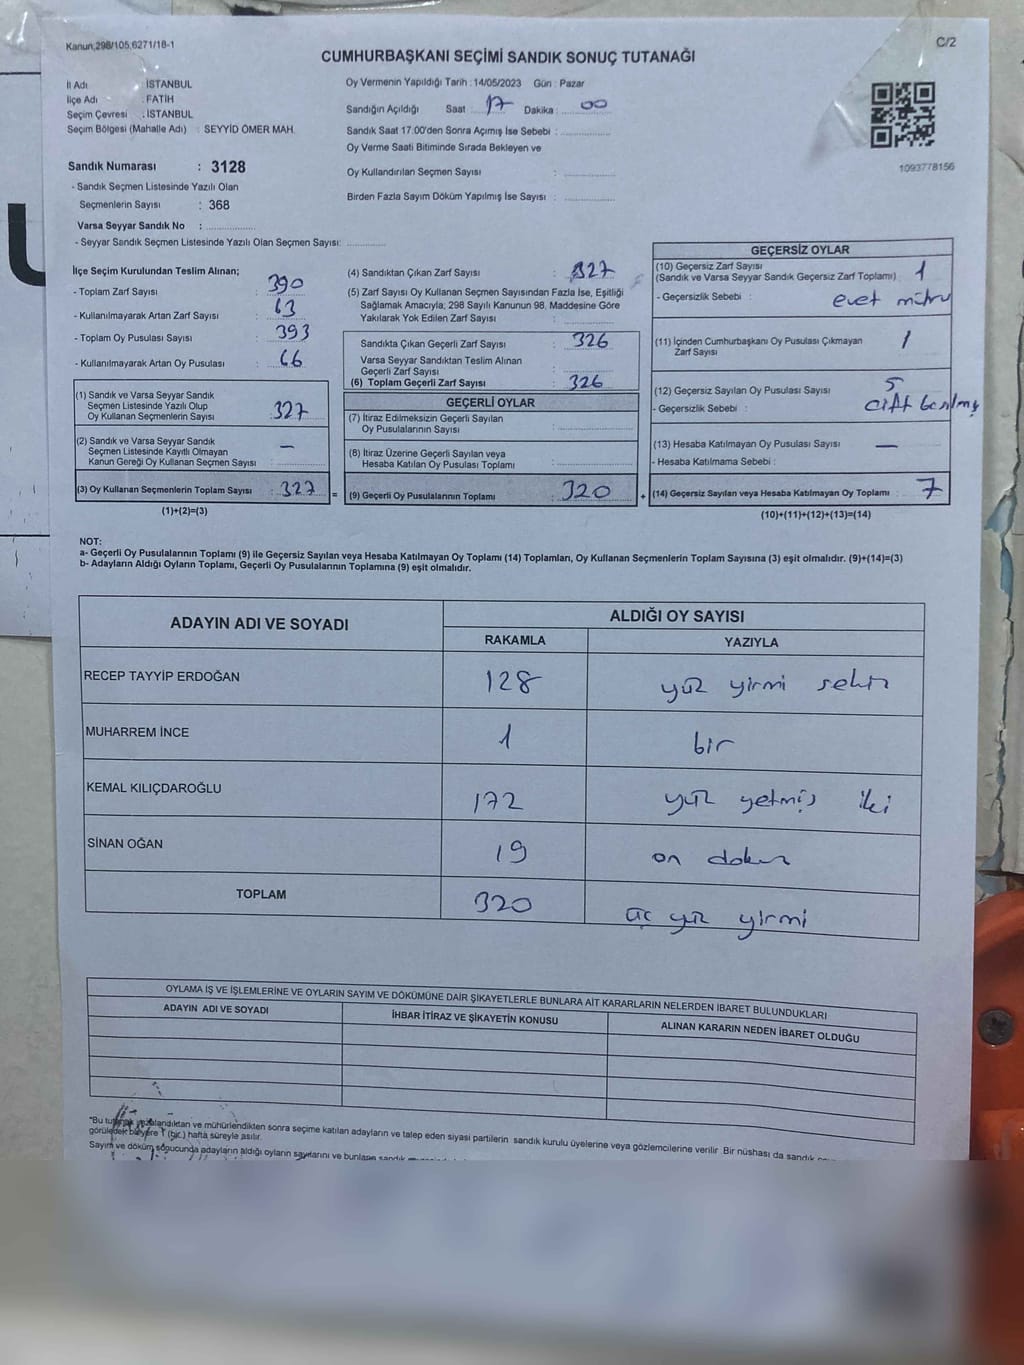 Kanun;298/105;6271/18-1
C/2
CUMHURBAŞKANI SEÇİMİ SANDIK SONUÇ TUTANAĞI
İl Adı : İSTANBUL
İlçe Adı : FATİH
Seçim Çevresi : İSTANBUL
Seçim Bölgesi (Mahalle Adı) : SEYYİD ÖMER MAH.
Sandık Numarası : 3128
- Sandık Seçmen Listesinde Yazılı Olan
Seçmenlerin Sayısı : 368
Varsa Seyyar Sandık No :
- Seyyar Sandık Seçmen Listesinde Yazılı Olan Seçmen Sayısı:
Oy Vermenin Yapıldığı Tarih : 14/05/2023 Gün : Pazar
Sandığın Açıldığı Saat : 17 Dakika : 00
Sandık Saat 17.00'den Sonra Açımış İse Sebebi :
Oy Verme Saati Bitiminde Sırada Bekleyen ve
Oy Kullandırılan Seçmen Sayısı :
Birden Fazla Sayım Döküm Yapılmış İse Sayısı :
1093778156
İlçe Seçim Kurulundan Teslim Alınan;
- Toplam Zarf Sayısı : 390
- Kullanılmayarak Artan Zarf Sayısı : 63
- Toplam Oy Pusulası Sayısı : 393
- Kullanılmayarak Artan Oy Pusulası : 66
(1) Sandık ve Varsa Seyyar Sandık
Seçmen Listesinde Yazılı Olup
Oy Kullanan Seçmenlerin Sayısı : 327
(2) Sandık ve Varsa Seyyar Sandık
Seçmen Listesinde Kayıtlı Olmayan
Kanun Gereği Oy Kullanan Seçmen Sayısı : —
(3) Oy Kullanan Seçmenlerin Toplam Sayısı : 327
(1)+(2)=(3)
(4) Sandıktan Çıkan Zarf Sayısı : 327
(5) Zarf Sayısı Oy Kullanan Seçmen Sayısından Fazla İse, Eşitliği
Sağlamak Amacıyla; 298 Sayılı Kanunun 98. Maddesine Göre
Yakılarak Yok Edilen Zarf Sayısı :
Sandıkta Çıkan Geçerli Zarf Sayısı : 326
Varsa Seyyar Sandıktan Teslim Alınan
Geçerli Zarf Sayısı :
(6) Toplam Geçerli Zarf Sayısı : 326
GEÇERLİ OYLAR
(7) İtiraz Edilmeksizin Geçerli Sayılan
Oy Pusulalarının Sayısı :
(8) İtiraz Üzerine Geçerli Sayılan veya
Hesaba Katılan Oy Pusulası Toplamı :
= (9) Geçerli Oy Pusulalarının Toplamı : 320
GEÇERSİZ OYLAR
(10) Geçersiz Zarf Sayısı
(Sandık ve Varsa Seyyar Sandık Geçersiz Zarf Toplamı) : 1
- Geçersizlik Sebebi : evet mührü
(11) İçinden Cumhurbaşkanı Oy Pusulası Çıkmayan
Zarf Sayısı : 1
(12) Geçersiz Sayılan Oy Pusulası Sayısı : 5
- Geçersizlik Sebebi : çift basılmış
(13) Hesaba Katılmayan Oy Pusulası Sayısı : —
- Hesaba Katılmama Sebebi :
+ (14) Geçersiz Sayılan veya Hesaba Katılmayan Oy Toplamı : 7
(10)+(11)+(12)+(13)=(14)
NOT:
a- Geçerli Oy Pusulalarının Toplamı (9) ile Geçersiz Sayılan veya Hesaba Katılmayan Oy Toplamı (14) Toplamları, Oy Kullanan Seçmenlerin Toplam Sayısına (3) eşit olmalıdır. (9)+(14)=(3)
b- Adayların Aldığı Oyların Toplamı, Geçerli Oy Pusulalarının Toplamına (9) eşit olmalıdır.
ADAYIN ADI VE SOYADI ALDIĞI OY SAYISI
RAKAMLA YAZIYLA
RECEP TAYYİP ERDOĞAN 128 yüz yirmi sekiz
MUHARREM İNCE 1 bir
KEMAL KILIÇDAROĞLU 172 yüz yetmiş iki
SİNAN OĞAN 19 on dokuz
TOPLAM 320 üç yüz yirmi
OYLAMA İŞ VE İŞLEMLERİNE VE OYLARIN SAYIM VE DÖKÜMÜNE DAİR ŞİKAYETLERLE BUNLARA AİT KARARLARIN NELERDEN İBARET BULUNDUKLARI
ADAYIN ADI VE SOYADI İHBAR İTİRAZ VE ŞİKAYETİN KONUSU ALINAN KARARIN NEDEN İBARET OLDUĞU
*Bu tutanak imzalandıktan ve mühürlendikten sonra seçime katılan adayların ve talep eden siyasi partilerin sandık kurulu üyelerine veya gözlemcilerine verilir. Bir nüshası da sandık
görülecek bir yere 1 (bir) hafta süreyle asılır.
Sayım ve döküm sonucunda adayların aldığı oyların sayılarını ve bunların sandık